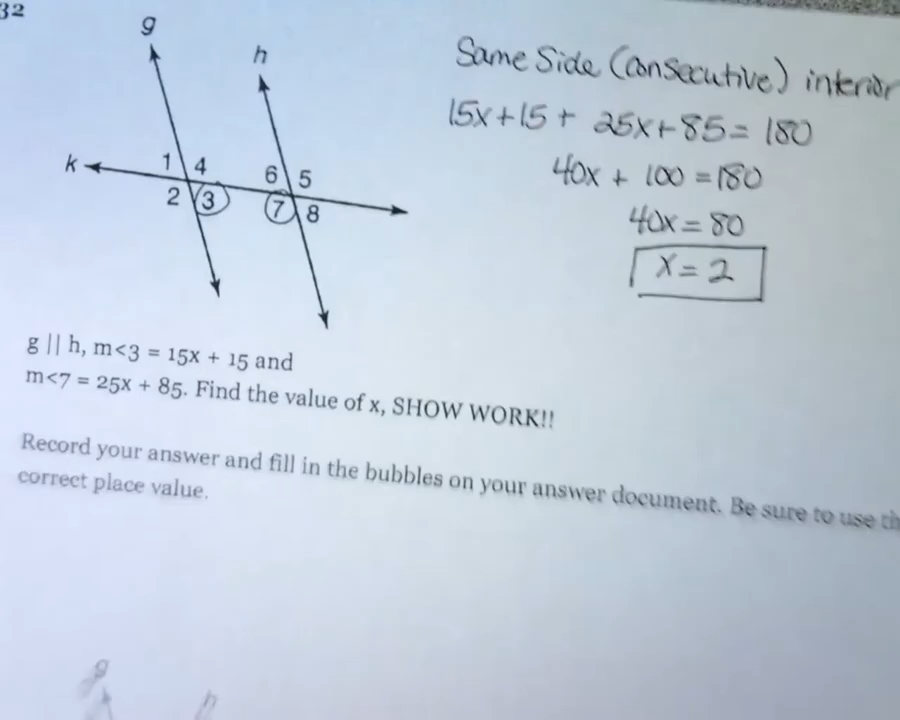 32
g
h
k
1 4
6 5
2 3
7 8
Same Side (Consecutive) interior
15x+15 + 25x+85 = 180
40x + 100 = 180
40x = 80
x = 2
g || h, m<3 = 15x + 15 and
m<7 = 25x + 85. Find the value of x, SHOW WORK!!
Record your answer and fill in the bubbles on your answer document. Be sure to use th
correct place value.
g
h